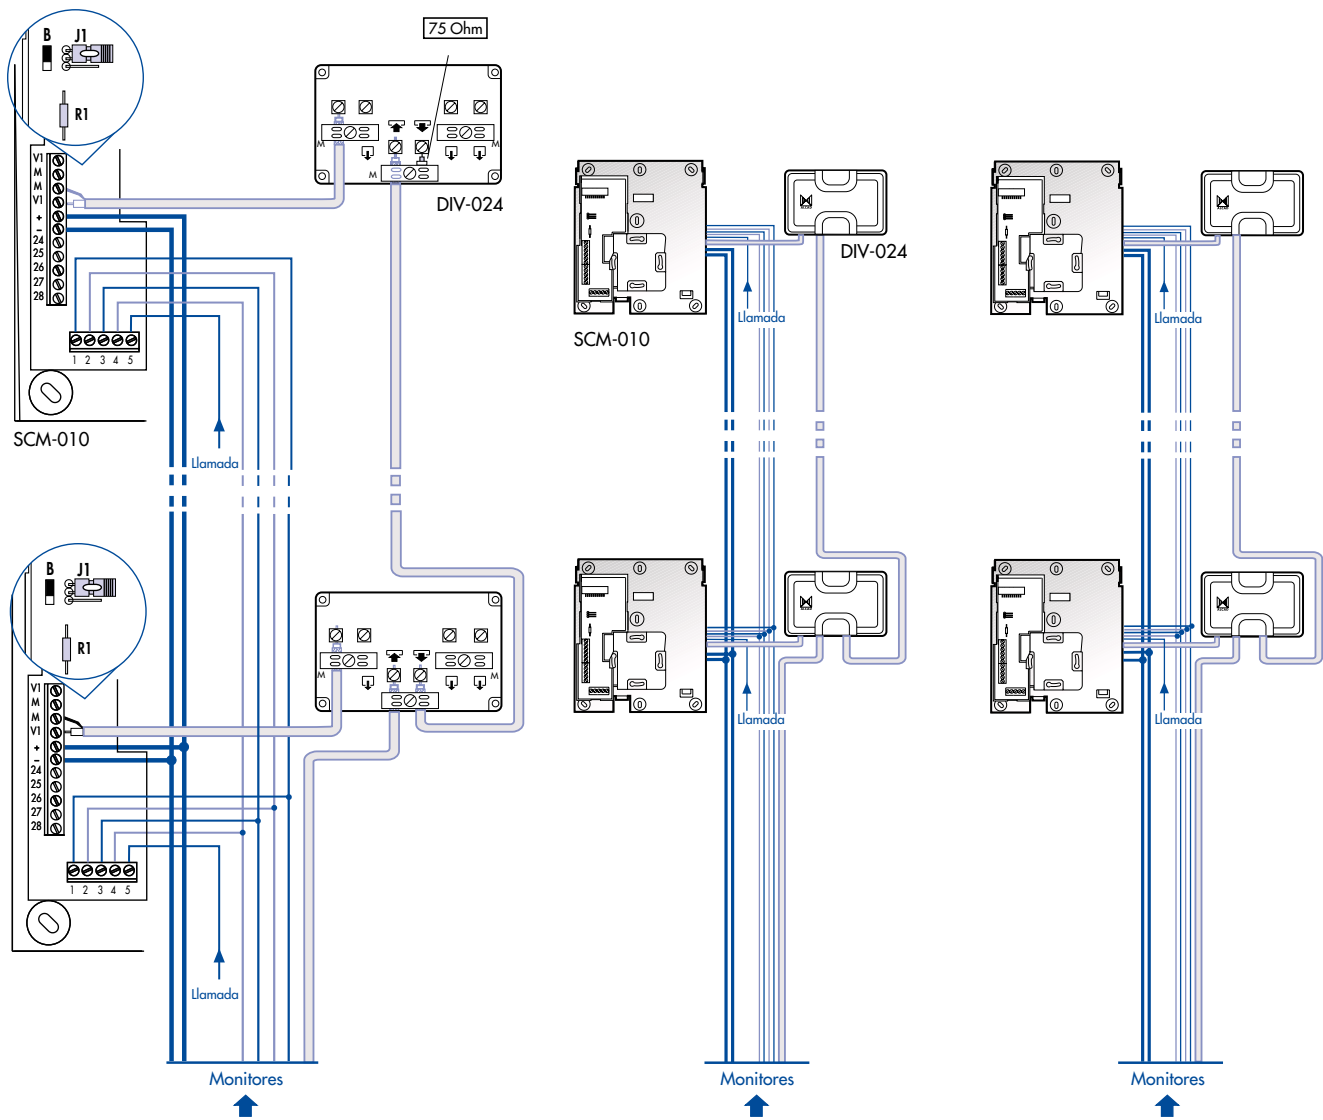 75 Ohm
B J1
R1
V1
M
M
V1
+
–
24
25
26
27
28
1 2 3 4 5
SCM-010
M
M
M
DIV-024
Llamada
B J1
R1
V1
M
M
V1
+
–
24
25
26
27
28
1 2 3 4 5
M
M
Llamada
Monitores
DIV-024
Llamada
SCM-010
Llamada
Monitores
Llamada
Llamada
Monitores